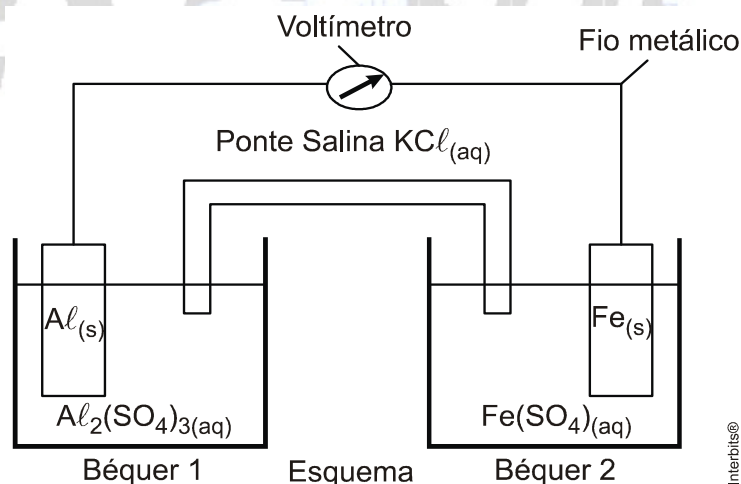 Voltímetro
Fio metálico
Ponte Salina KCℓ(aq)
Aℓ(s)
Fe(s)
Aℓ2(SO4)3(aq)
Fe(SO4)(aq)
Béquer 1
Esquema
Béquer 2
Interbits®